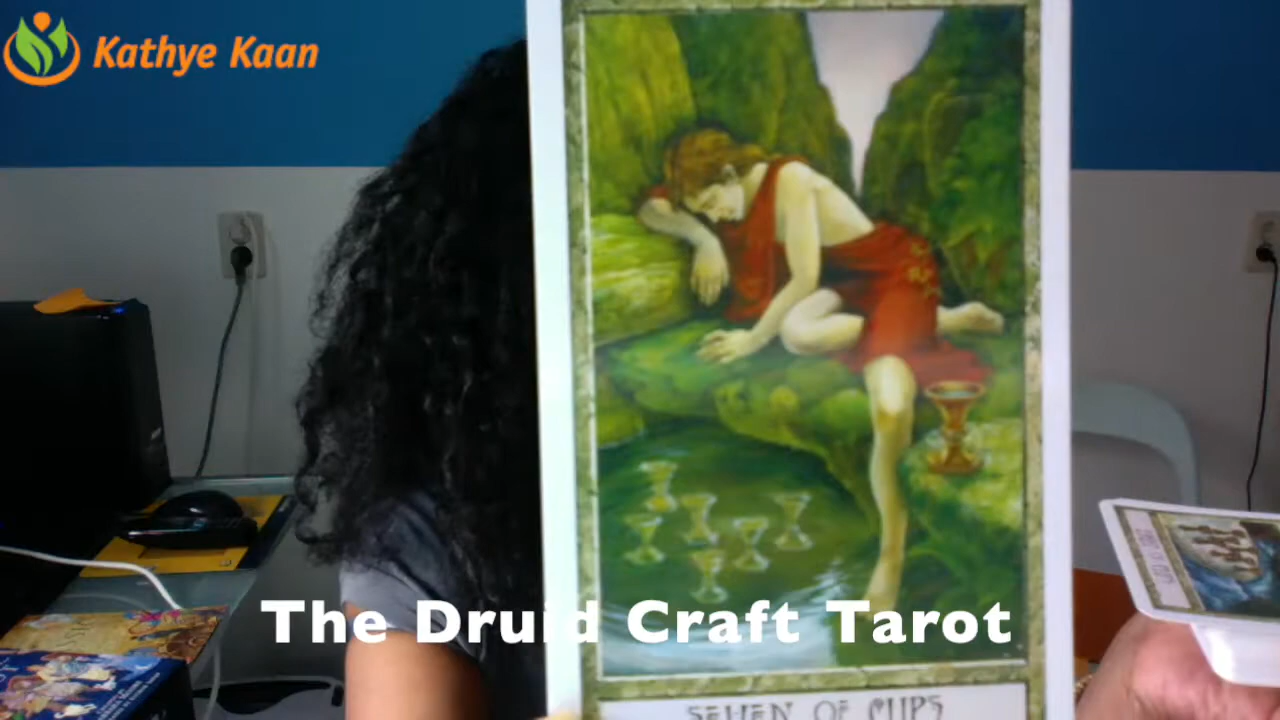 Kathye Kaan
The Druid Craft Tarot
SEVEN OF CUPS